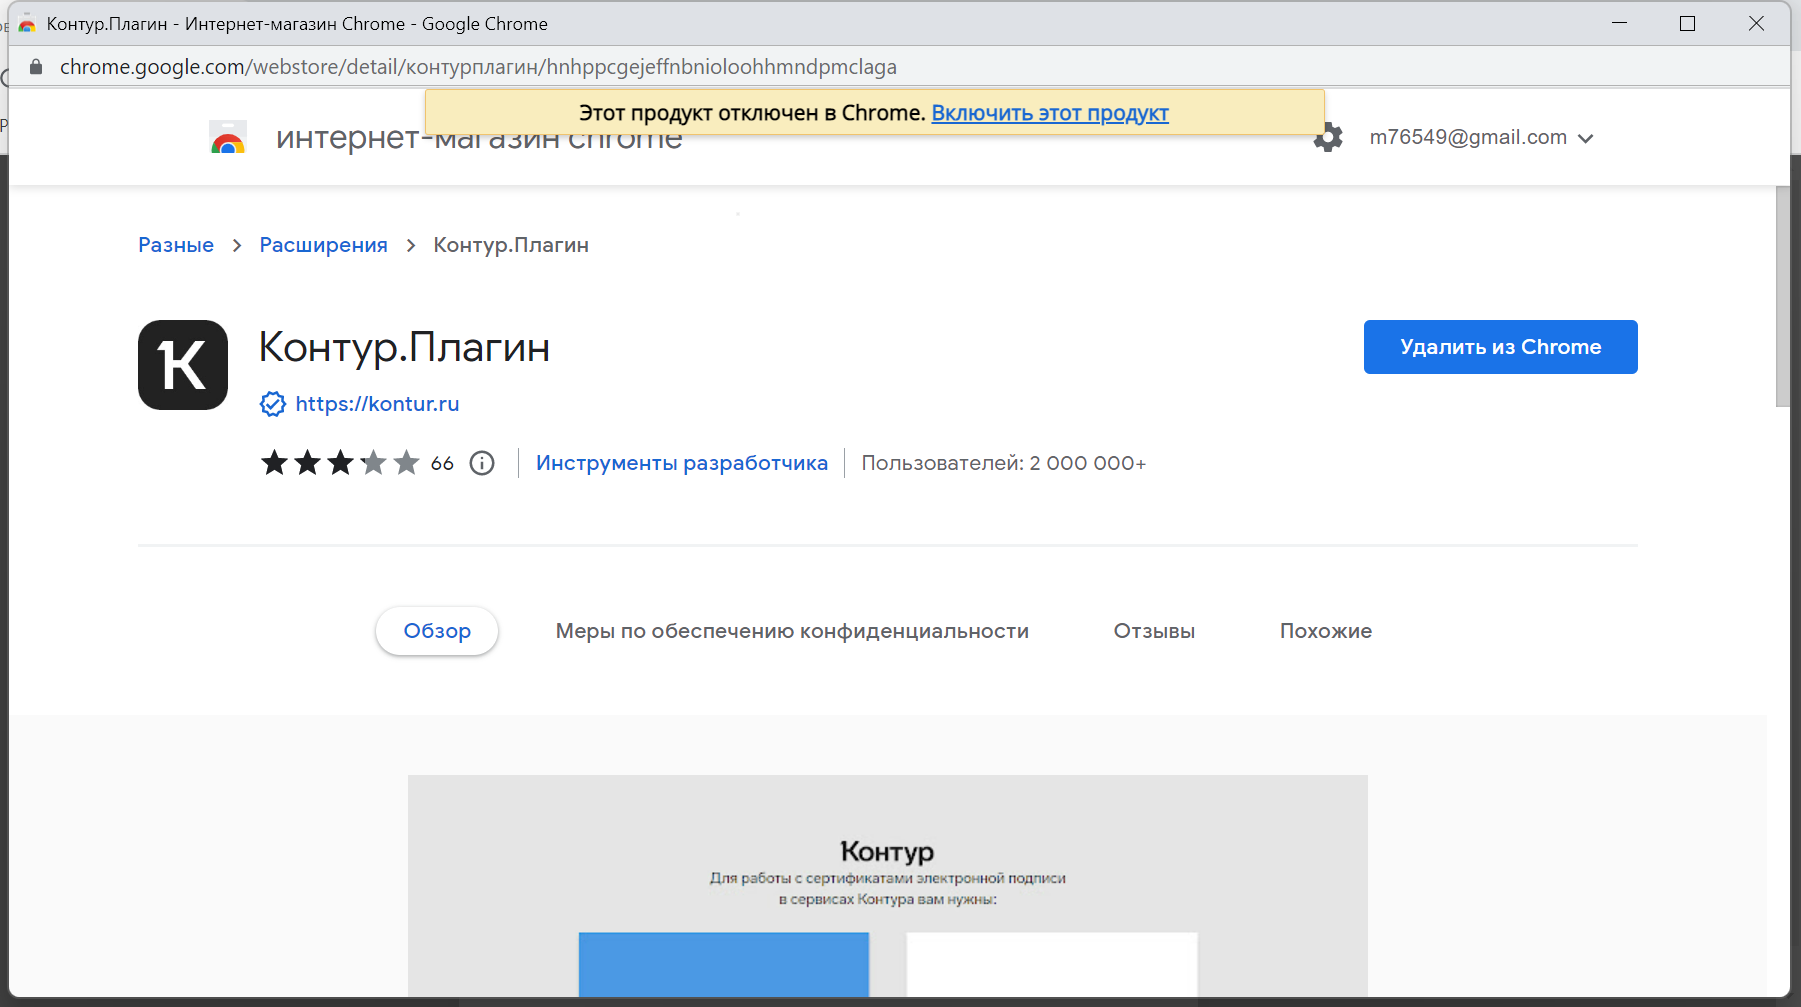 Контур.Плагин - Интернет-магазин Chrome - Google Chrome
chrome.google.com/webstore/detail/контурплагин/hnhppcgejeffnbnioloohhmndpmclaga
Этот продукт отключен в Chrome. Включить этот продукт
интернет-магазин chrome
m76549@gmail.com
Разные > Расширения > Контур.Плагин
Контур.Плагин
Удалить из Chrome
https://kontur.ru
66
Инструменты разработчика
Пользователей: 2 000 000+
Обзор
Меры по обеспечению конфиденциальности
Отзывы
Похожие
Контур
Для работы с сертификатами электронной подписи
в сервисах Контура вам нужны: